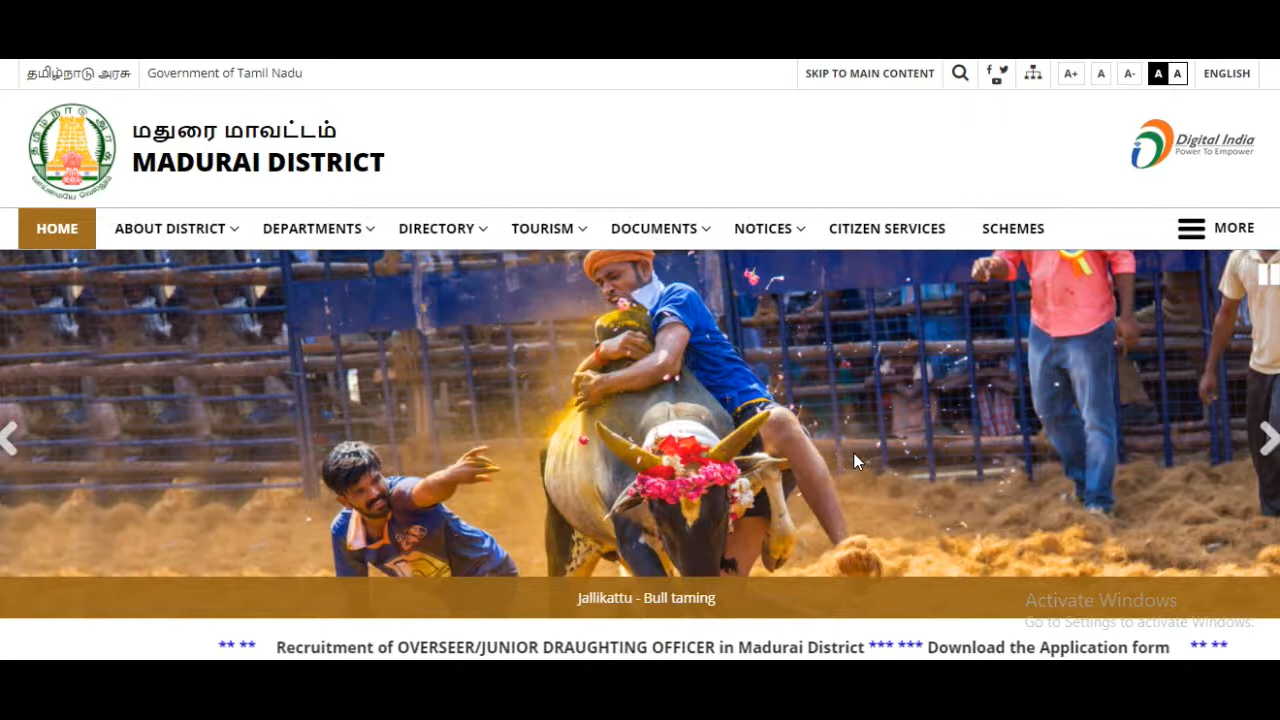 தமிழ்நாடு அரசு Government of Tamil Nadu SKIP TO MAIN CONTENT A+ A A- A A ENGLISH
மதுரை மாவட்டம்
MADURAI DISTRICT
Digital India
Power To Empower
வாய்மையே வெல்லும்
HOME ABOUT DISTRICT DEPARTMENTS DIRECTORY TOURISM DOCUMENTS NOTICES CITIZEN SERVICES SCHEMES MORE
Jallikattu - Bull taming
Activate Windows
Go to Settings to activate Windows.
** ** Recruitment of OVERSEER/JUNIOR DRAUGHTING OFFICER in Madurai District *** *** Download the Application form ** **